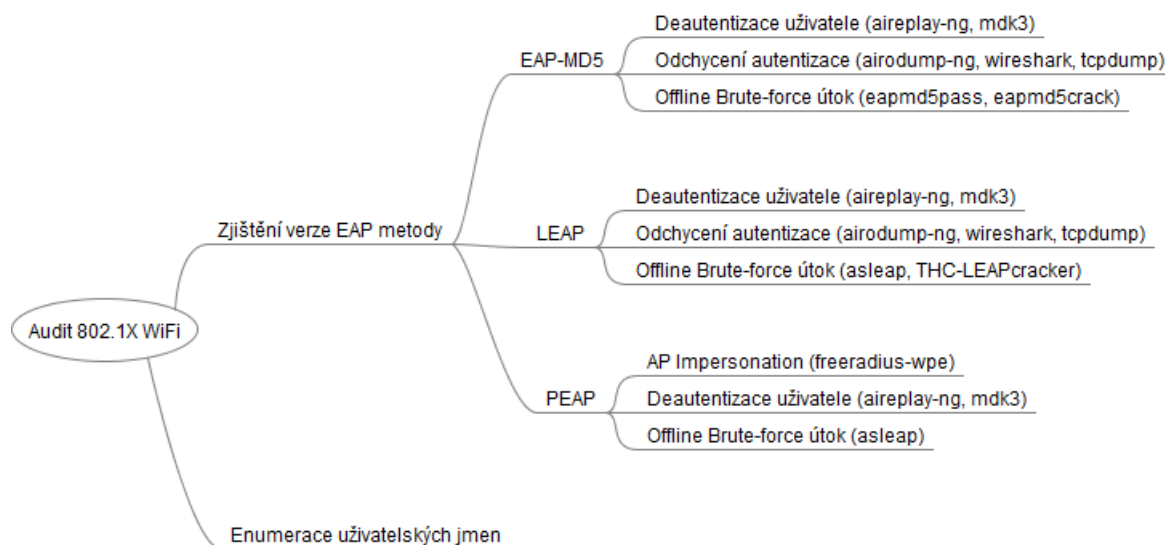 Audit 802.1X WiFi
Zjištění verze EAP metody
EAP-MD5
Deautentizace uživatele (aireplay-ng, mdk3)
Odchycení autentizace (airodump-ng, wireshark, tcpdump)
Offline Brute-force útok (eapmd5pass, eapmd5crack)
LEAP
Deautentizace uživatele (aireplay-ng, mdk3)
Odchycení autentizace (airodump-ng, wireshark, tcpdump)
Offline Brute-force útok (asleap, THC-LEAPcracker)
PEAP
AP Impersonation (freeradius-wpe)
Deautentizace uživatele (aireplay-ng, mdk3)
Offline Brute-force útok (asleap)
Enumerace uživatelských jmen